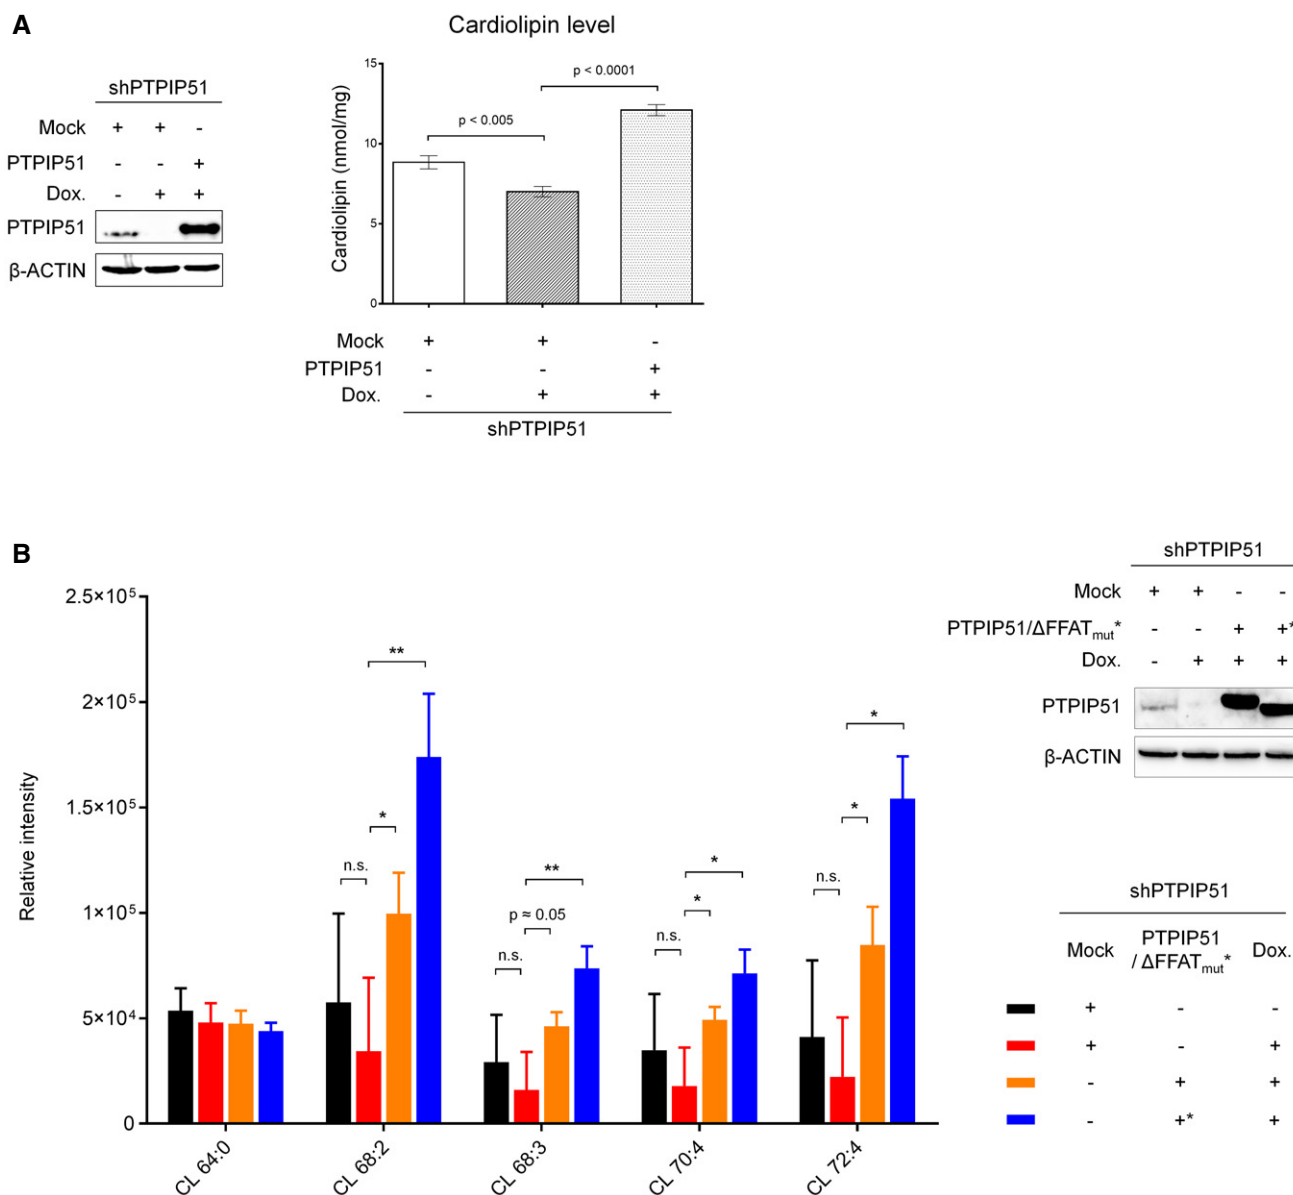 A
Cardiolipin level
shPTPIP51
Mock + + -
PTPIP51 - - +
Dox. - + +
PTPIP51
β-ACTIN
Cardiolipin (nmol/mg)
15
10
5
0
p < 0.005
p < 0.0001
Mock + + -
PTPIP51 - - +
Dox. - + +
shPTPIP51
B
Relative intensity
2.5×10⁵
2×10⁵
1.5×10⁵
1×10⁵
5×10⁴
0
n.s.
*
**
n.s.
p ≈ 0.05
**
n.s.
*
*
n.s.
*
*
CL 64:0
CL 68:2
CL 68:3
CL 70:4
CL 72:4
shPTPIP51
Mock + + - -
PTPIP51/ΔFFATmut* - - + +*
Dox. - + + +
PTPIP51
β-ACTIN
shPTPIP51
Mock PTPIP51 / ΔFFATmut* Dox.
+ - -
+ - +
- + +
- +* +